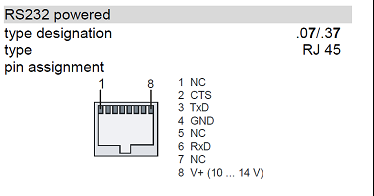 RS232 powered
type designation .07/.37
type RJ 45
pin assignment
1 8
1 NC
2 CTS
3 TxD
4 GND
5 NC
6 RxD
7 NC
8 V+ (10 ... 14 V)